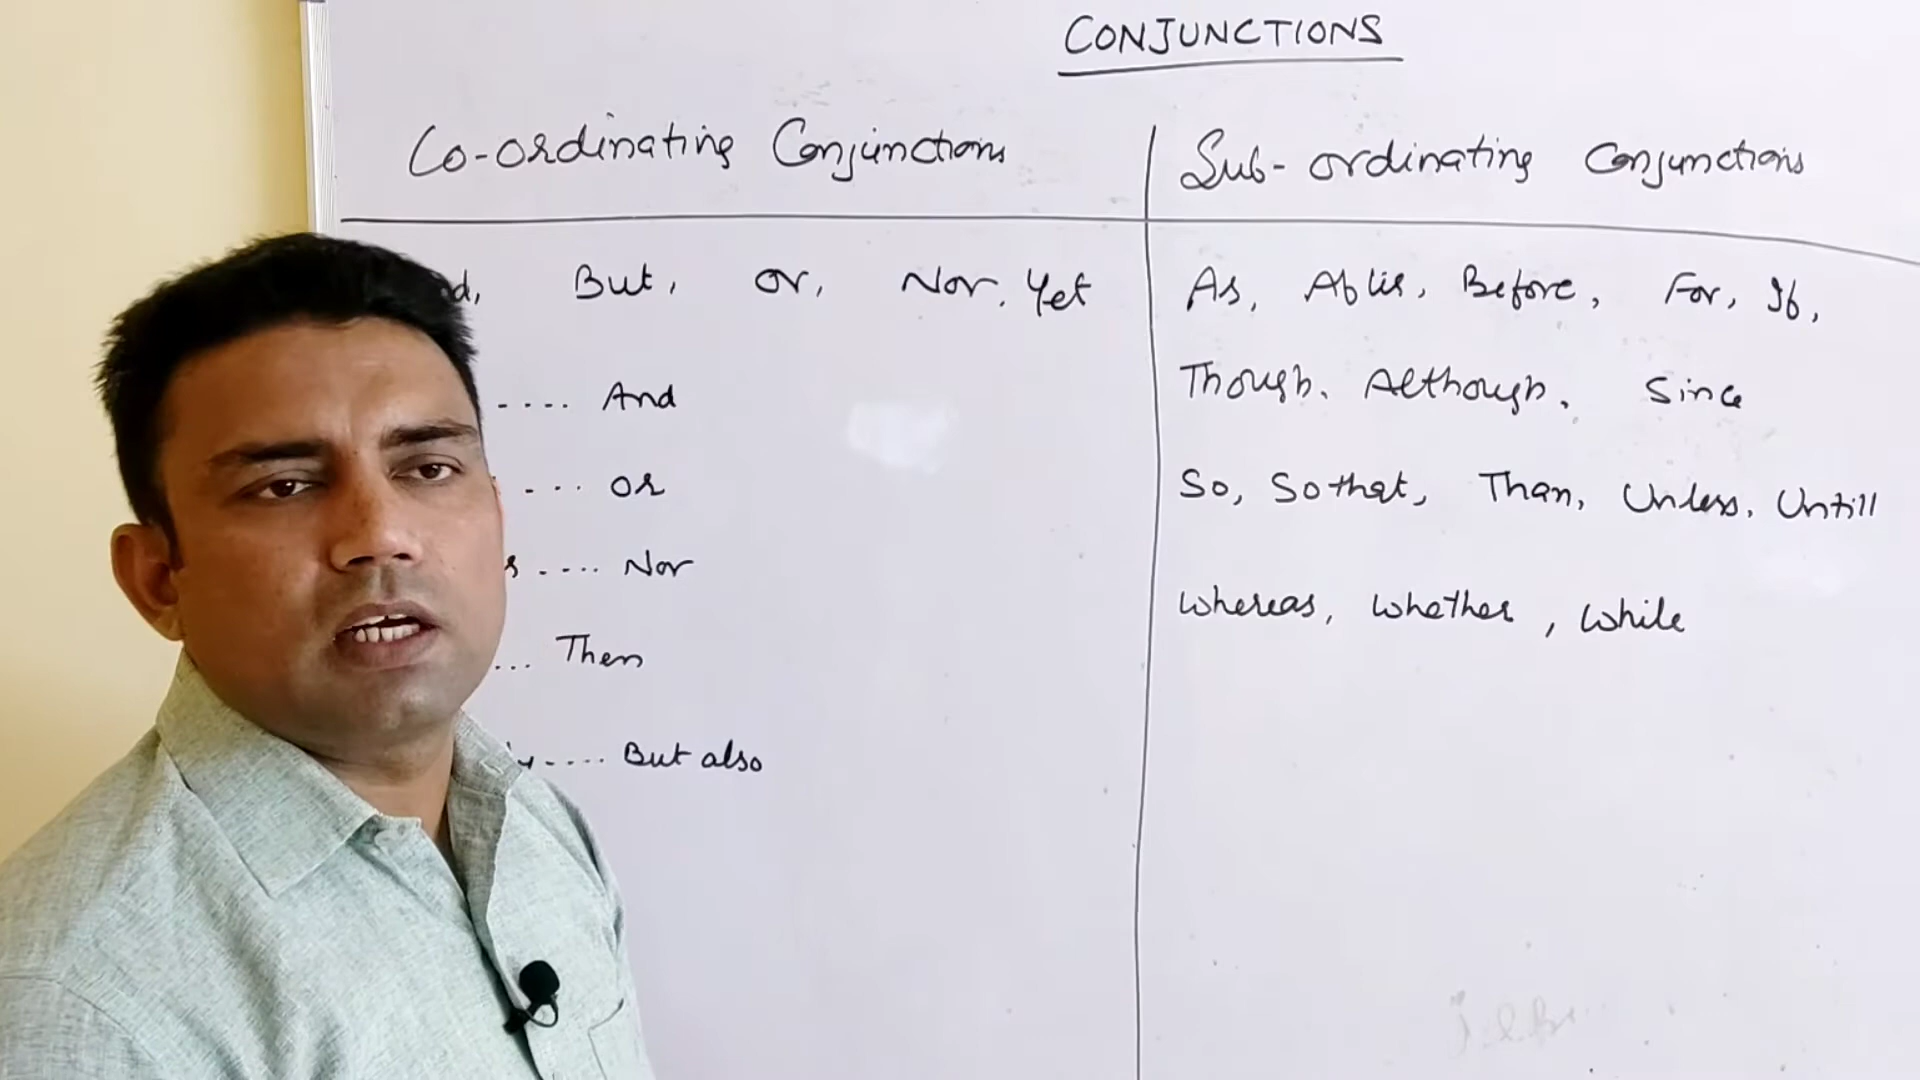 CONJUNCTIONS
Co-ordinating Conjunctions
d, But, or, Nor, Yet
.... And
... Or
s .... Nor
... Then
y .... But also
Sub-ordinating Conjunctions
As, After, Before, For, If,
Though, Although, Since
So, So that, Than, Unless, Untill
Whereas, Whether, While